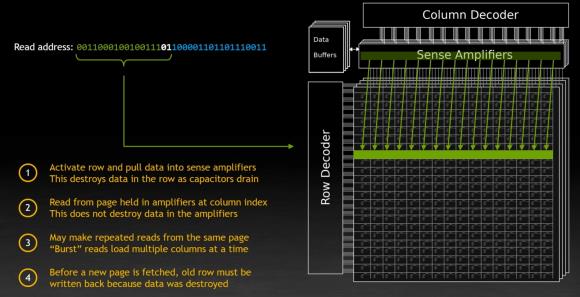 Column Decoder
Data
Buffers
Sense Amplifiers
Read address: 001100010010011101100001101101110011
Row Decoder
1 Activate row and pull data into sense amplifiers
This destroys data in the row as capacitors drain
2 Read from page held in amplifiers at column index
This does not destroy data in the amplifiers
3 May make repeated reads from the same page
“Burst” reads load multiple columns at a time
4 Before a new page is fetched, old row must be
written back because data was destroyed